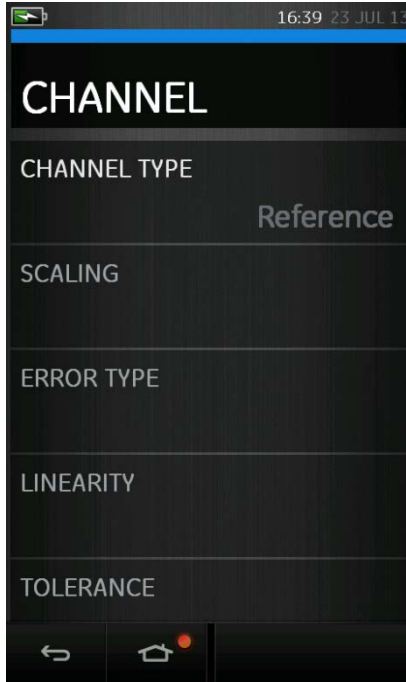 16:39 23 JUL 13
CHANNEL
CHANNEL TYPE
Reference
SCALING
ERROR TYPE
LINEARITY
TOLERANCE